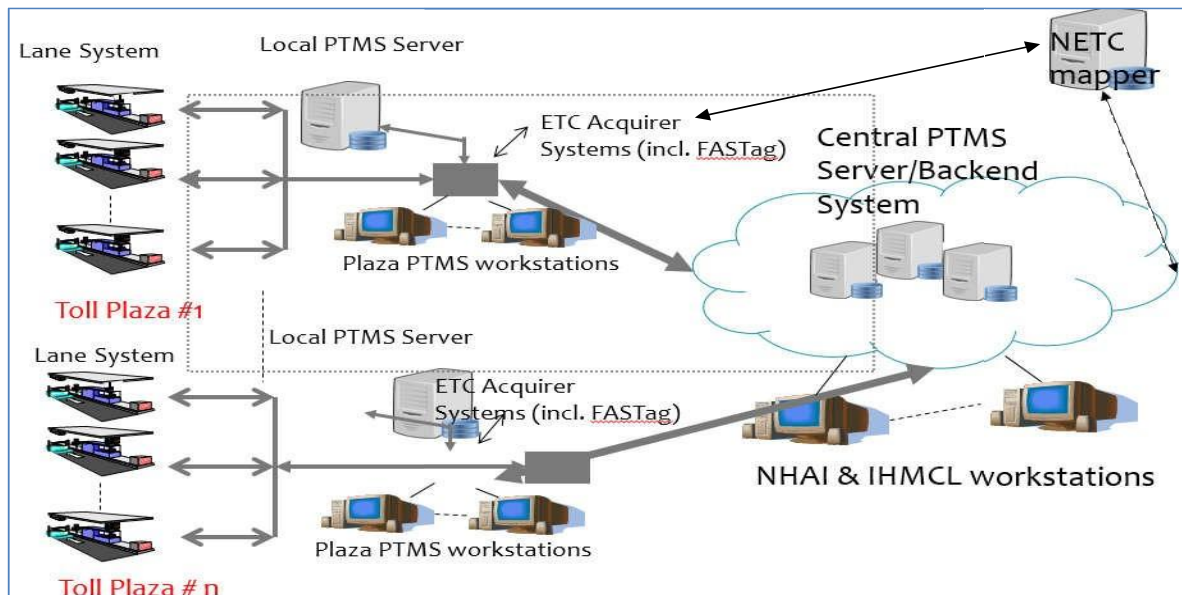 Lane System
Local PTMS Server
NETC
mapper
ETC Acquirer
Systems (incl. FASTag)
Central PTMS
Server/Backend
System
Plaza PTMS workstations
Toll Plaza #1
Local PTMS Server
Lane System
ETC Acquirer
Systems (incl. FASTag)
NHAI & IHMCL workstations
Plaza PTMS workstations
Toll Plaza # n